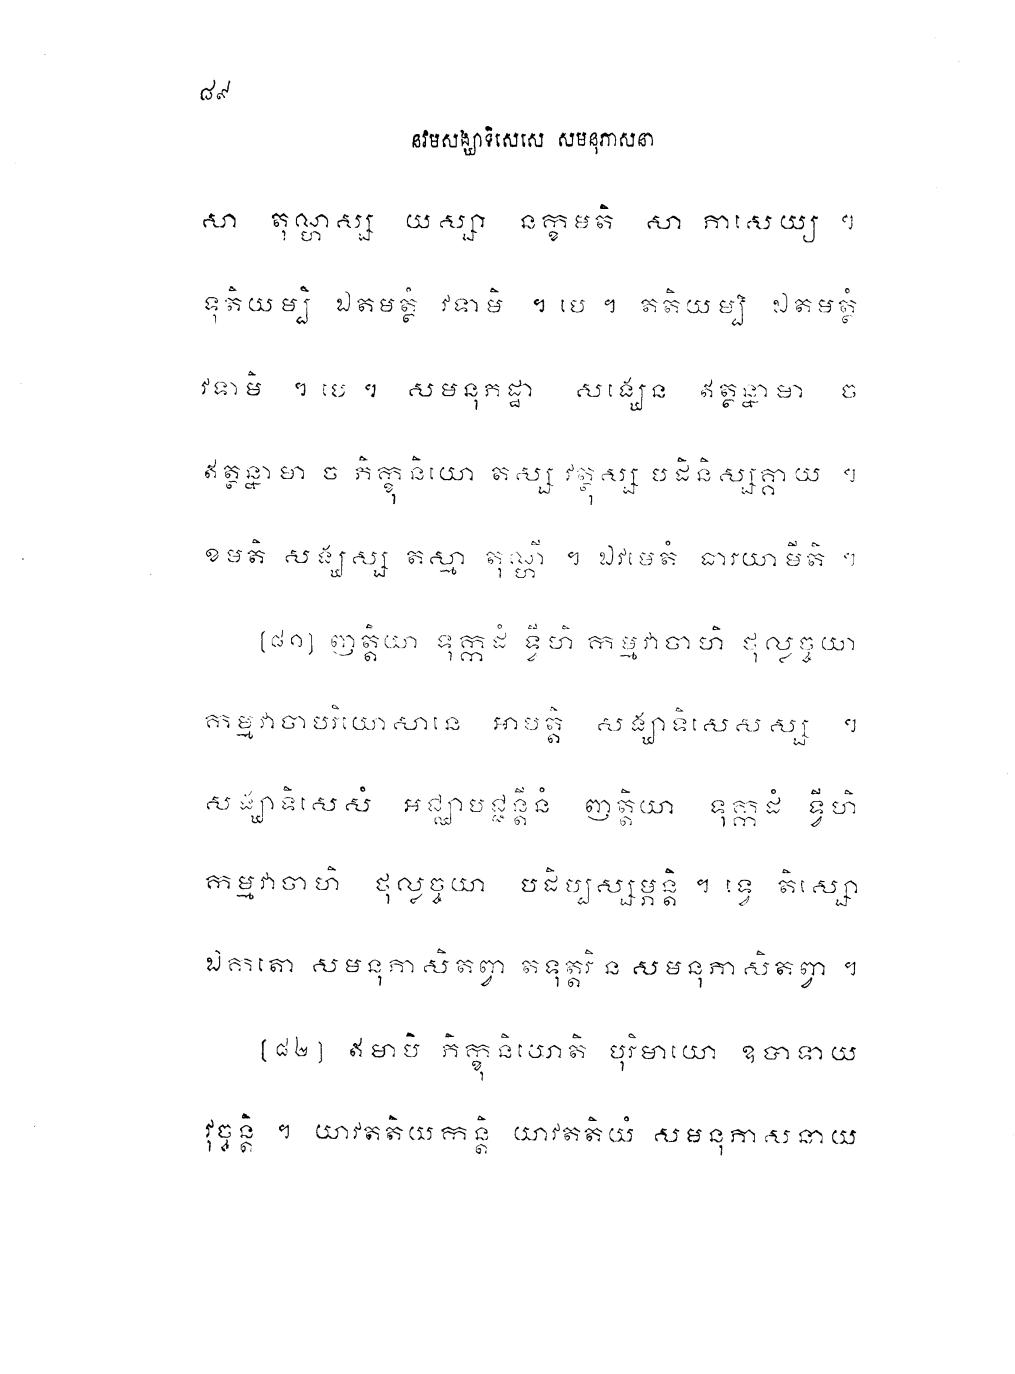 ៨៩
នវមសង្ឃាទិសេសេ សមនុភាសនា
សា តុណ្ហស្ស យស្សា នក្ខមតិ សា ភាសេយ្យ ។
ទុតិយម្បិ ឯតមត្ថំ វទាមិ ។ បេ ។ តតិយម្បិ ឯតមត្ថំ
វទាមិ ។ បេ ។ សមនុភដ្ឋា សង្ឃេន ឥត្ថន្នាមា ច
ឥត្ថន្នាមា ច ភិក្ខុនិយោ តស្ស វត្ថុស្ស បដិនិស្សគ្គាយ ។
ខមតិ សង្ឃស្ស តស្មា តុណ្ហី ។ ឯវមេតំ ធារយាមីតិ ។
[៨១] ញត្តិយា ទុក្កដំ ទ្វីហិ កម្មវាចាហិ ថុល្លច្ចយា
កម្មវាចាបរិយោសានេ អាបត្តិ សង្ឃាទិសេសស្ស ។
សង្ឃាទិសេសំ អជ្ឈាបជ្ជន្តីនំ ញត្តិយា ទុក្កដំ ទ្វីហិ
កម្មវាចាហិ ថុល្លច្ចយា បដិប្បស្សម្ភន្តិ ។ ទ្វេ តិស្សោ
ឯកតោ សមនុភាសិតព្វា តទុត្តរិ ន សមនុភាសិតព្វា ។
[៨២] ឥមាបិ ភិក្ខុនិយោតិ បុរិមាយោ ឧបាទាយ
វុច្ចន្តិ ។ យាវតតិយកន្តិ យាវតតិយំ សមនុភាសនាយ